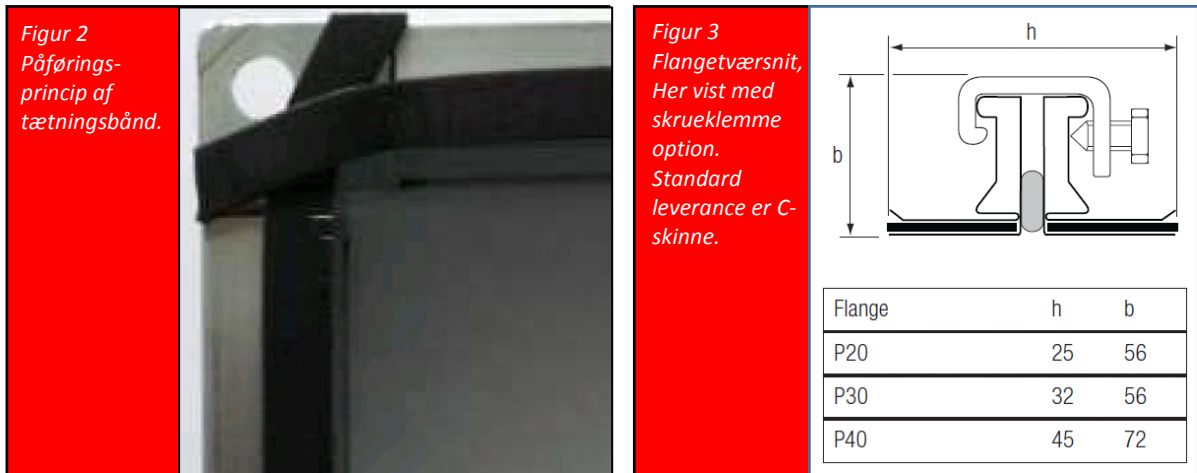 Figur 2
Påførings-
princip af
tætningsbånd.
Figur 3
Flangetværsnit,
Her vist med
skrueklemme
option.
Standard
leverance er C-
skinne.
h
b
Flange h b
P20 25 56
P30 32 56
P40 45 72